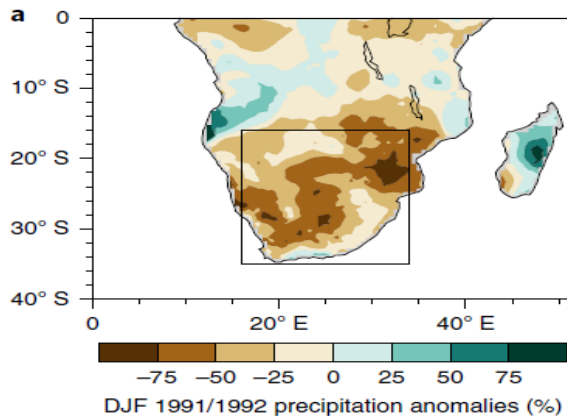 a
0
10° S
20° S
30° S
40° S
0 20° E 40° E
−75 −50 −25 0 25 50 75
DJF 1991/1992 precipitation anomalies (%)